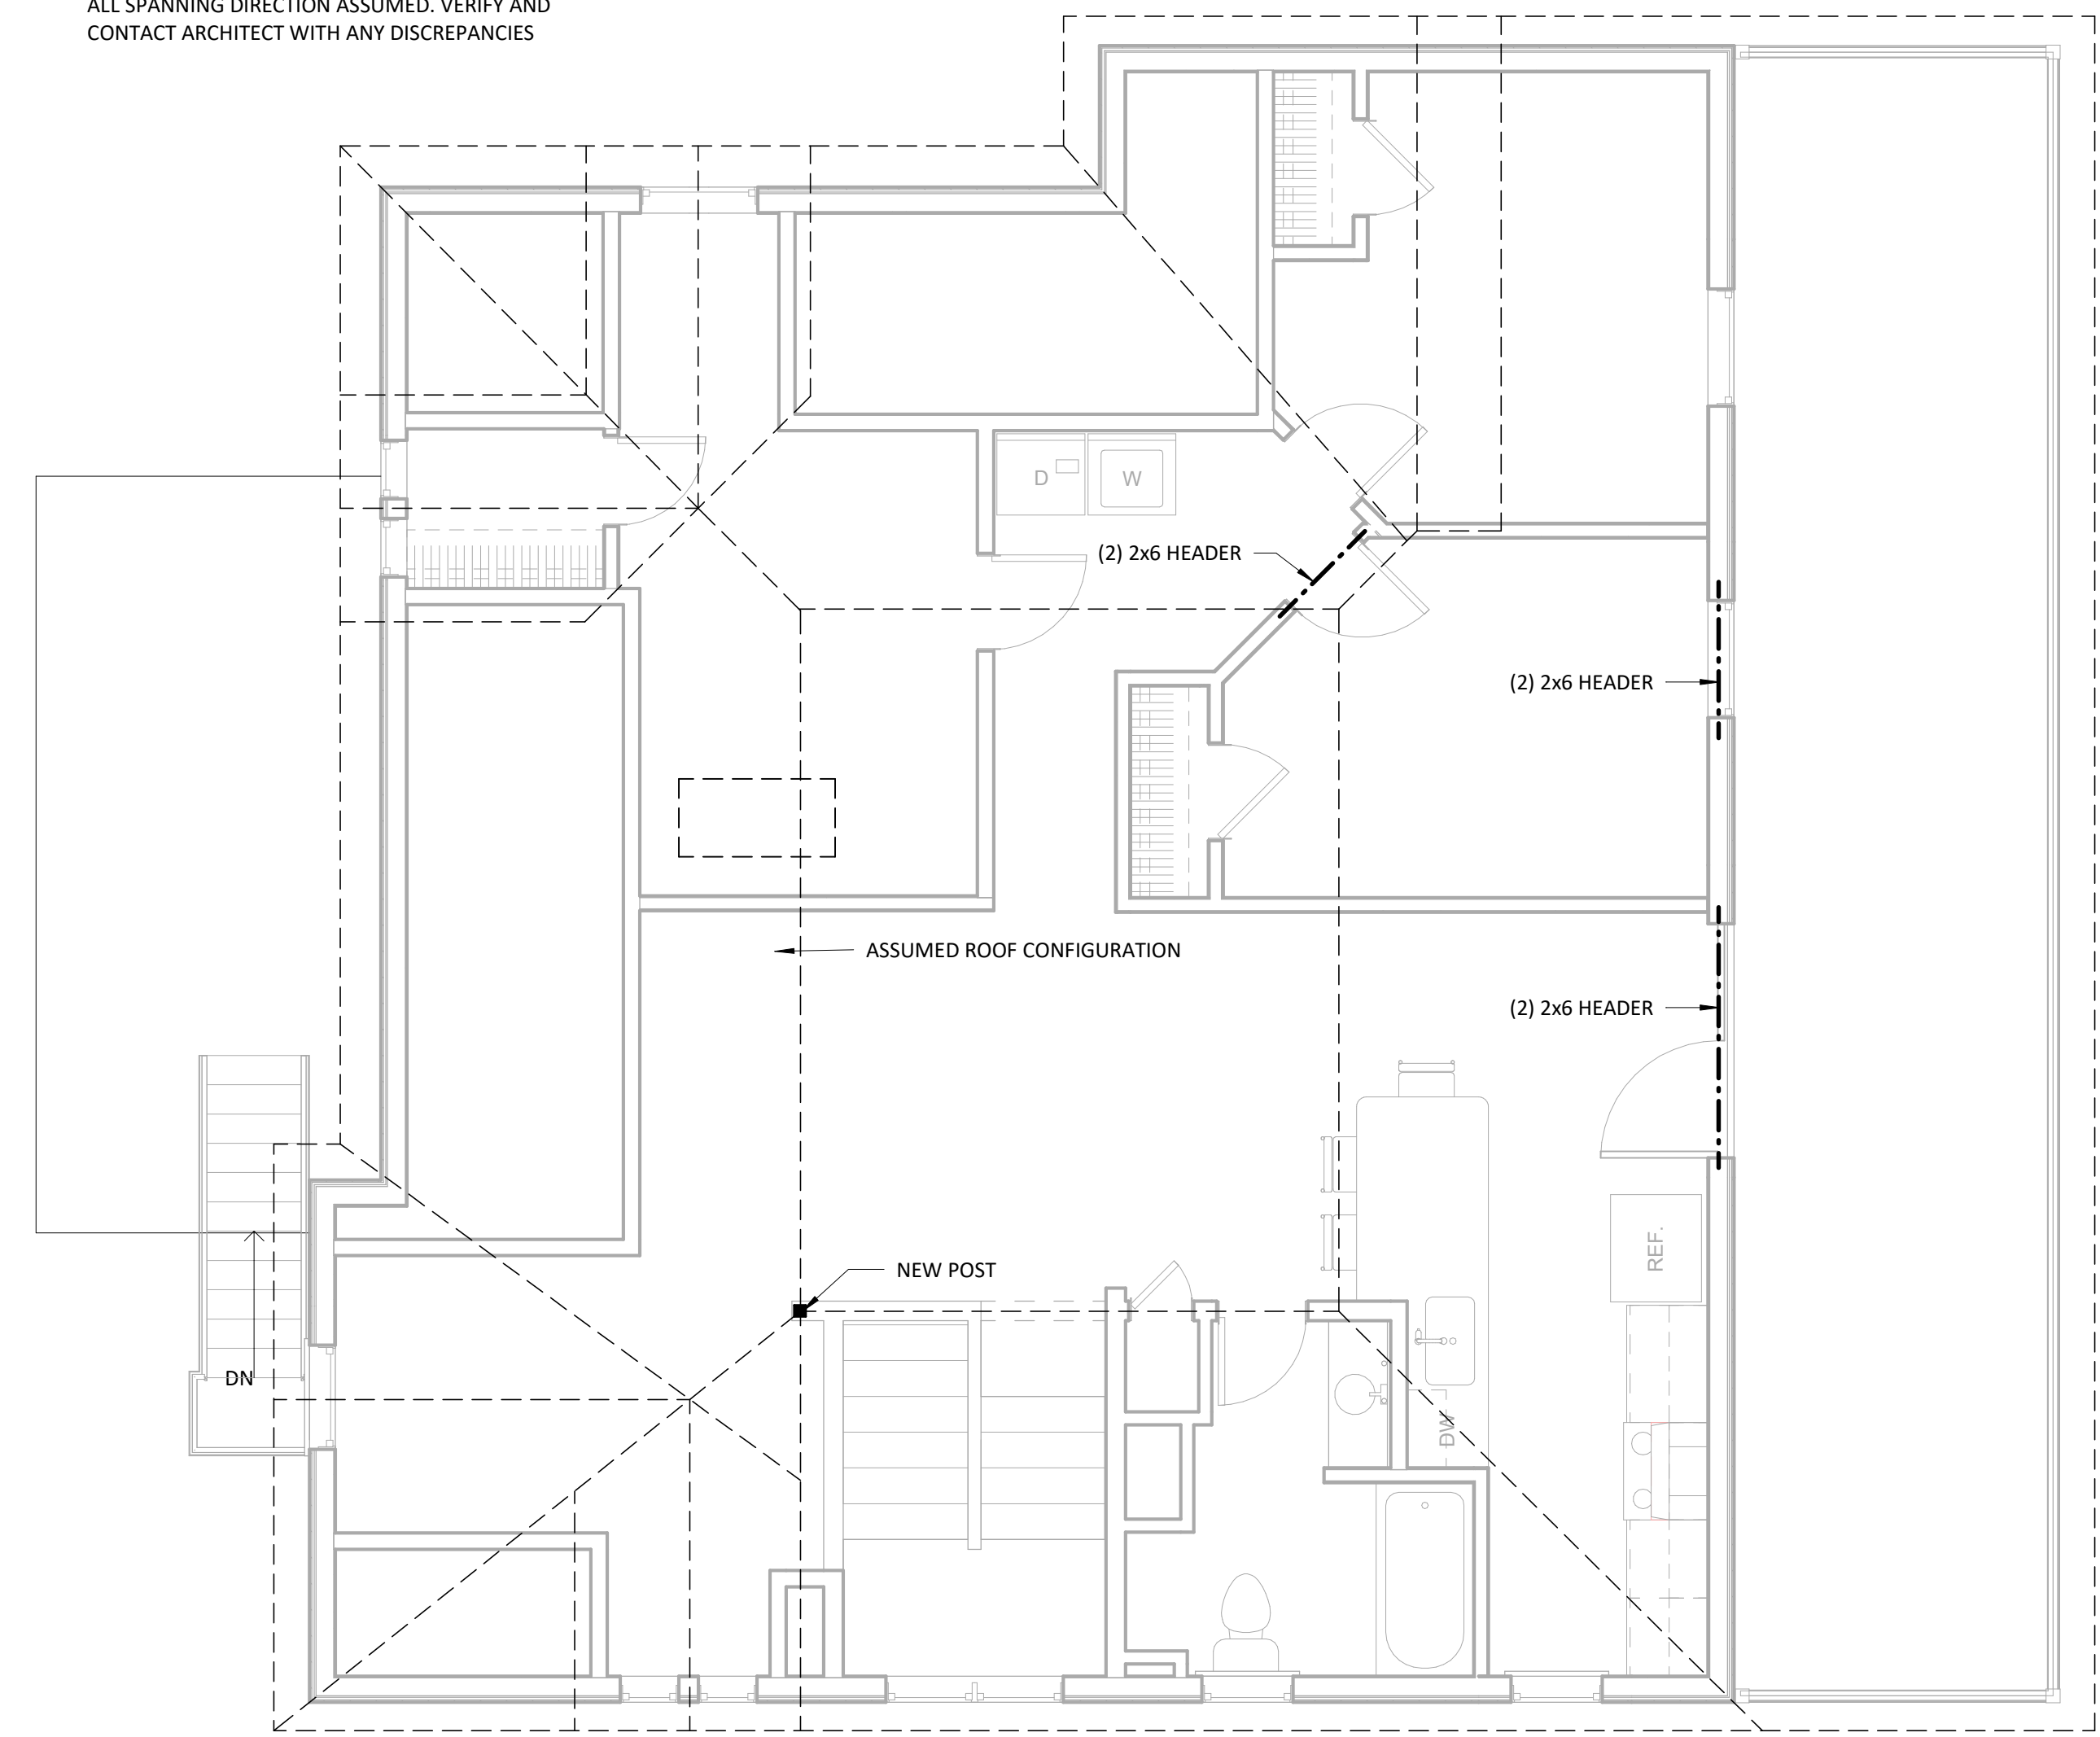 ALL SPANNING DIRECTION ASSUMED. VERIFY AND
CONTACT ARCHITECT WITH ANY DISCREPANCIES
D
W
(2) 2x6 HEADER
(2) 2x6 HEADER
ASSUMED ROOF CONFIGURATION
(2) 2x6 HEADER
REF.
NEW POST
DN
DW